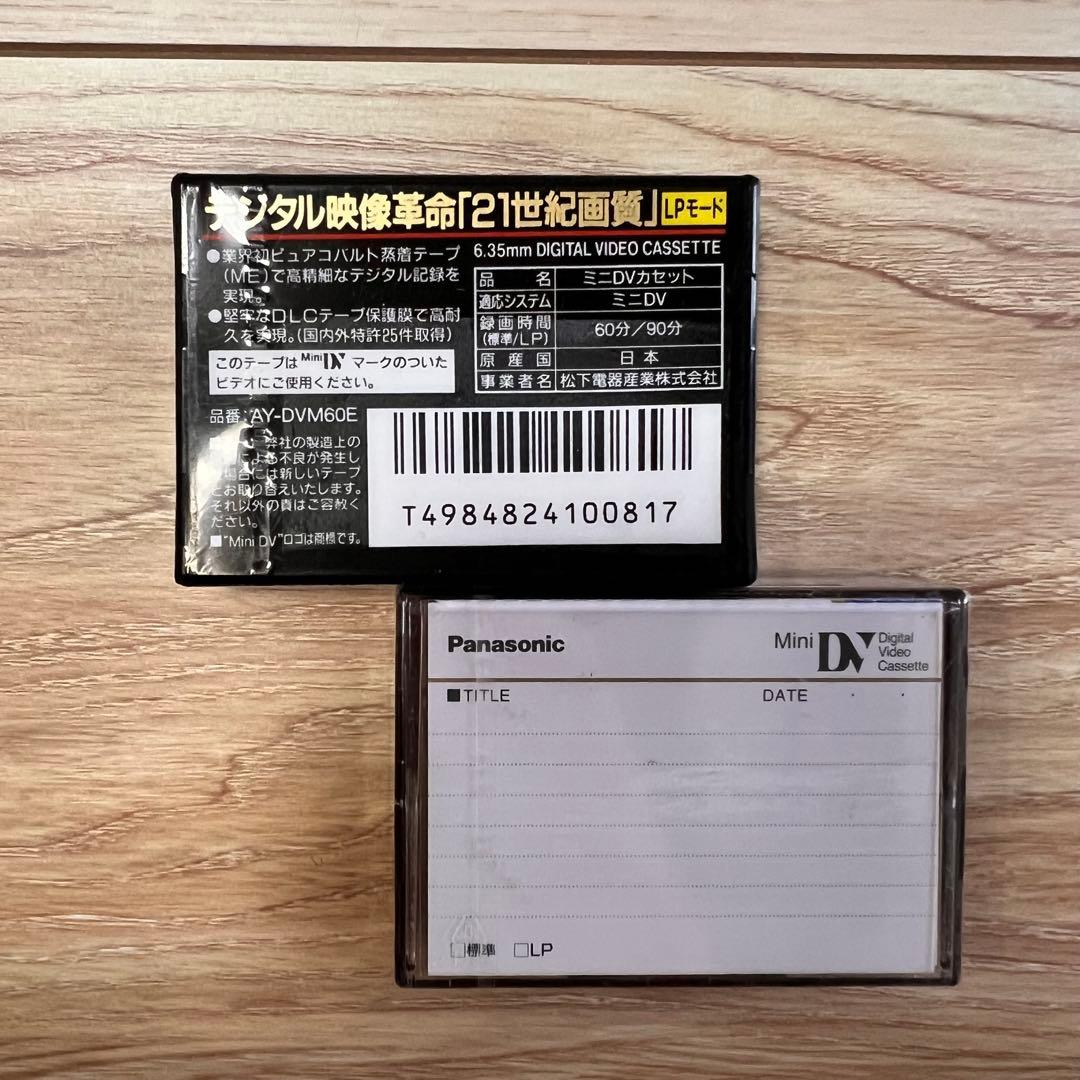 デジタル映像革命「21世紀画質」 LPモード
●業界初ピュアコバルト蒸着テープ
(ME)で高精細なデジタル記録を
実現。
●堅牢なDLCテープ保護膜で高耐
久を実現。(国内外特許25件取得)
このテープは Mini DV マークのついた
ビデオにご使用ください。
6.35mm DIGITAL VIDEO CASSETTE
品 名 ミニDVカセット
適応システム ミニDV
録画時間 (標準/LP) 60分/90分
原産国 日本
事業者名 松下電器産業株式会社
品番:AY-DVM60E
弊社の製造上の
による不良が発生し
場合には新しいテープ
とお取り替えいたします。
それ以外の責はご容赦く
ださい。
■"Mini DV"ロゴは商標です。
T4984824100817
Panasonic
Mini DV Digital Video Cassette
■TITLE DATE
□標準 □LP